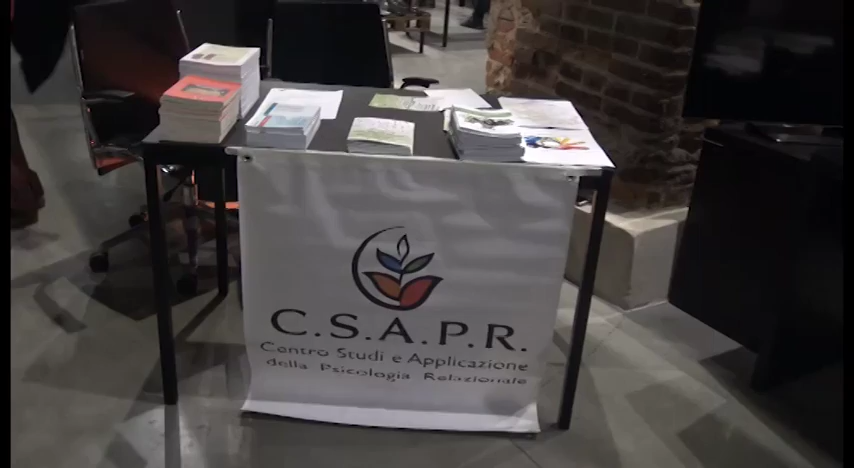 C.S.A.P.R.
Centro Studi e Applicazione
della Psicologia Relazionale